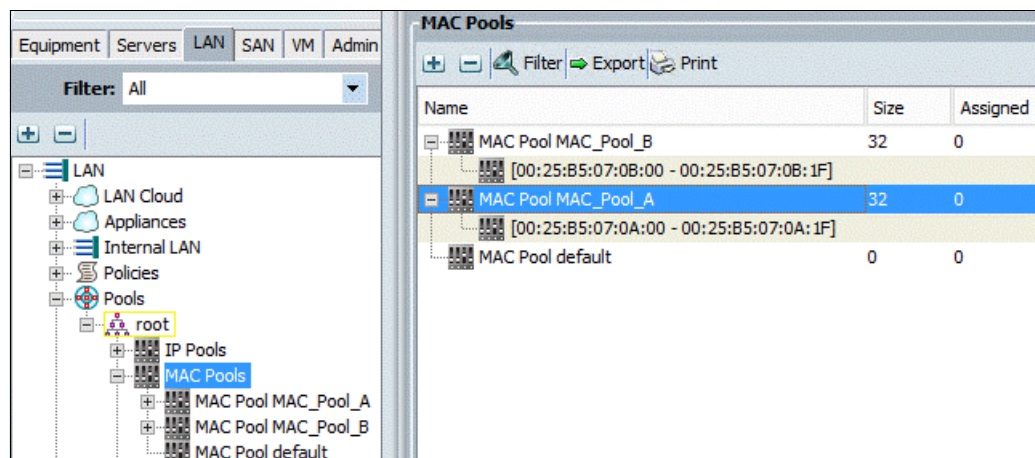 Equipment Servers LAN SAN VM Admin
Filter: All
LAN
LAN Cloud
Appliances
Internal LAN
Policies
Pools
root
IP Pools
MAC Pools
MAC Pool MAC_Pool_A
MAC Pool MAC_Pool_B
MAC Pool default
MAC Pools
Filter Export Print
Name Size Assigned
MAC Pool MAC_Pool_B 32 0
[00:25:B5:07:0B:00 - 00:25:B5:07:0B:1F]
MAC Pool MAC_Pool_A 32 0
[00:25:B5:07:0A:00 - 00:25:B5:07:0A:1F]
MAC Pool default 0 0